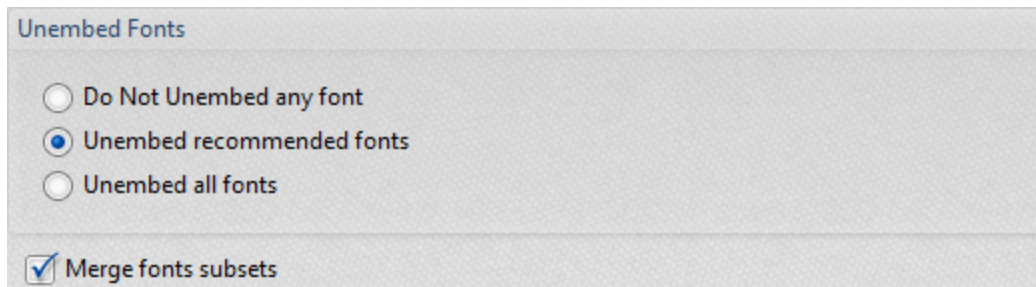 Unembed Fonts
Do Not Unembed any font
Unembed recommended fonts
Unembed all fonts
Merge fonts subsets